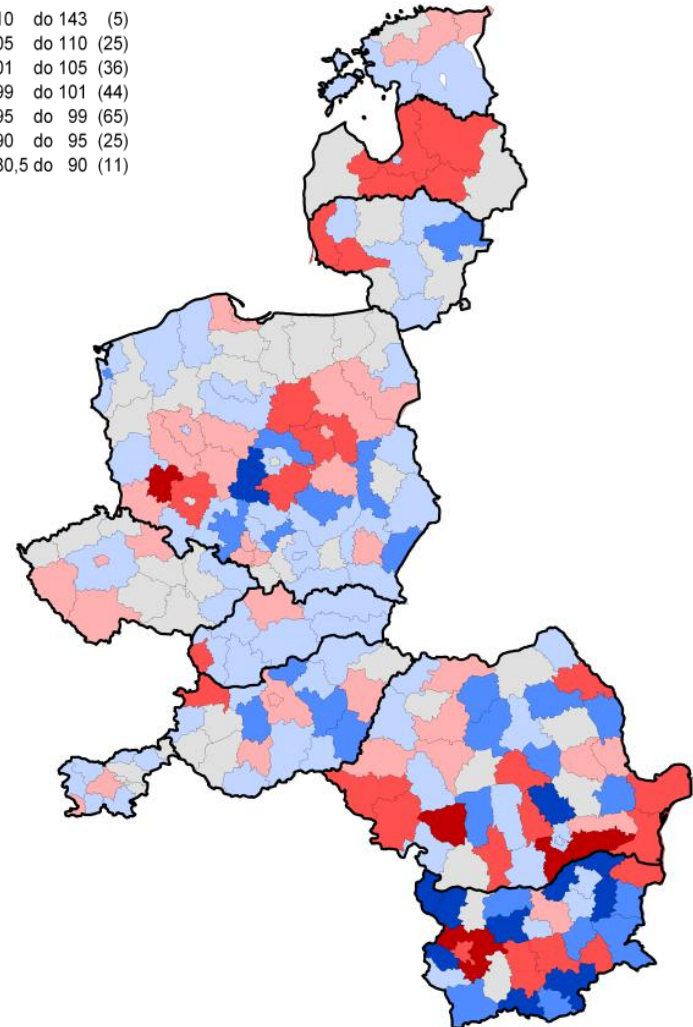 10 do 143 (5)
05 do 110 (25)
01 do 105 (36)
99 do 101 (44)
95 do 99 (65)
90 do 95 (25)
80,5 do 90 (11)